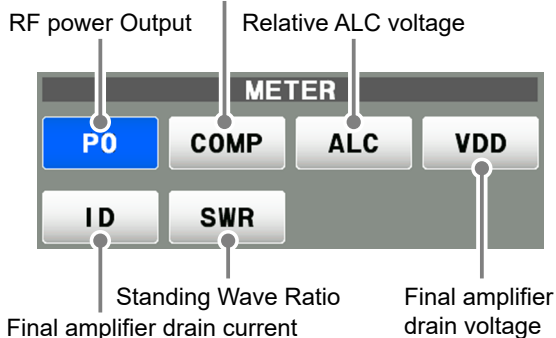 RF power Output
Relative ALC voltage
METER
PO
COMP
ALC
VDD
ID
SWR
Standing Wave Ratio
Final amplifier drain current
Final amplifier
drain voltage